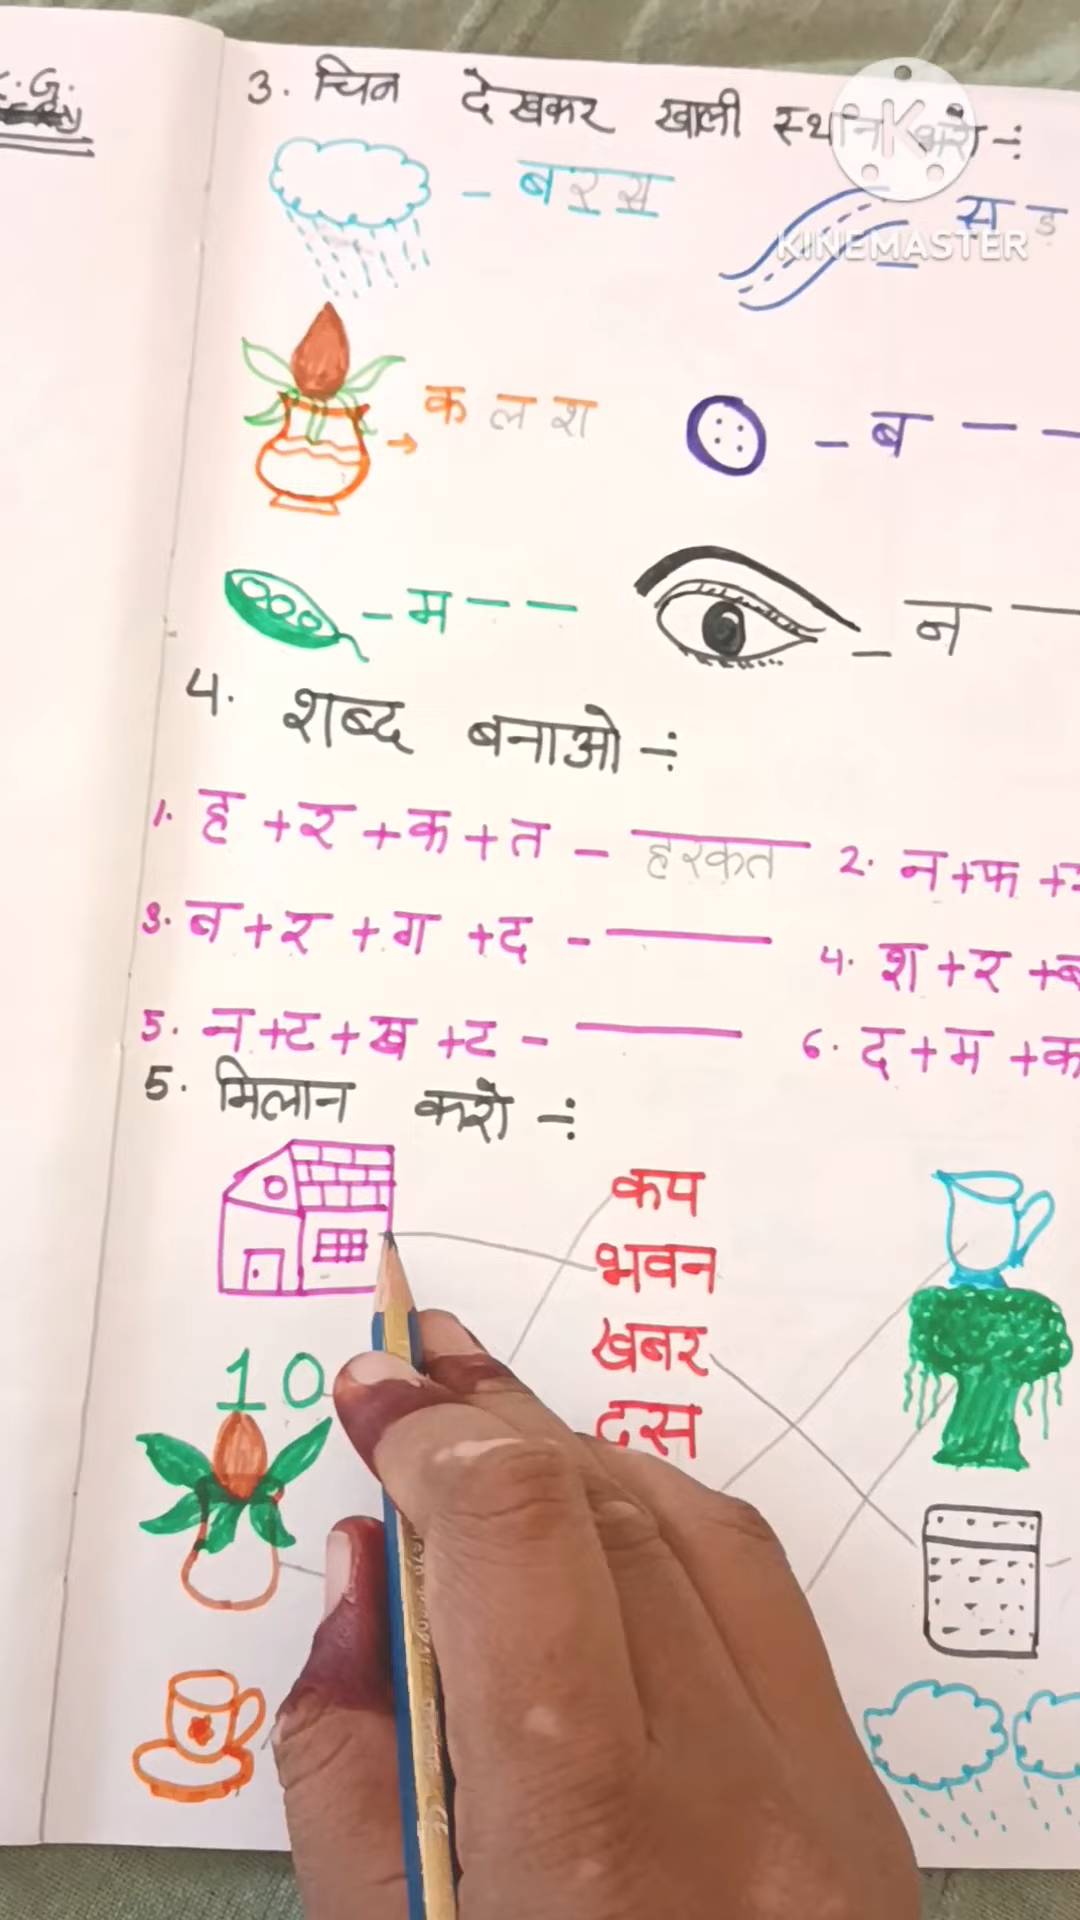 3. चित्र देखकर खाली स्थान भरो ÷
- बरस
स ड
→ क ल श
- ब - -
- म - -
- न -
4. शब्द बनाओ ÷
1. ह + र + क + त - हरकत 2. न + फ +
3. ब + र + ग + द - 4. श + र + ब
5. न + ट + ख + ट - 6. द + म + क
5. मिलान करो ÷
कप
भवन
खबर
10 दस
KINEMASTER